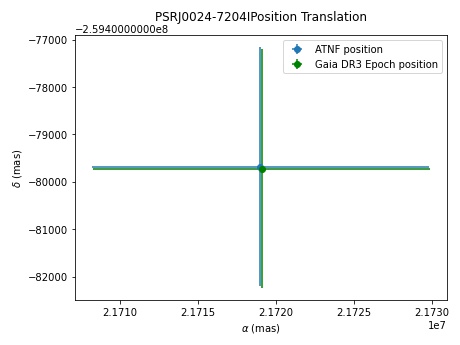 PSRJ0024-7204IPosition Translation
−2.5940000000e8
−77000
−78000
−79000
−80000
−81000
−82000
δ (mas)
ATNF position
Gaia DR3 Epoch position
2.1710
2.1715
2.1720
2.1725
2.1730
1e7
α (mas)